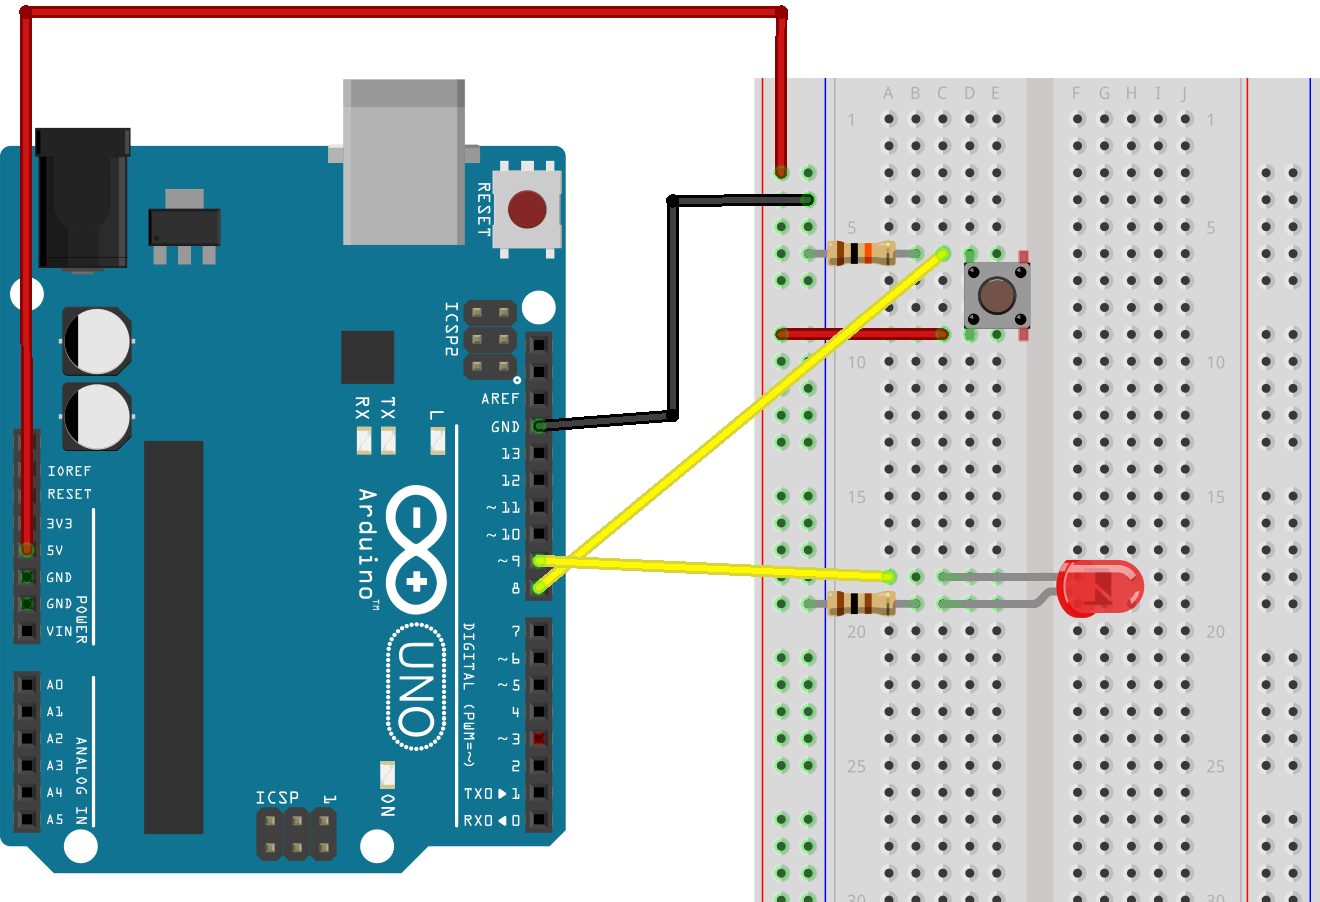 A B C D E F G H I J
1 1
5 5
10 10
15 15
20 20
25 25
30 30
RESET
ICSP2
AREF
GND
13
12
~11
~10
~9
8
7
~6
~5
4
~3
2
TX0▶1
RX0◀0
DIGITAL (PWM=~)
RX
TX
L
IOREF
RESET
3V3
5V
GND
GND
VIN
POWER
A0
A1
A2
A3
A4
A5
ANALOG IN
Arduino™
UNO
ON
ICSP
1